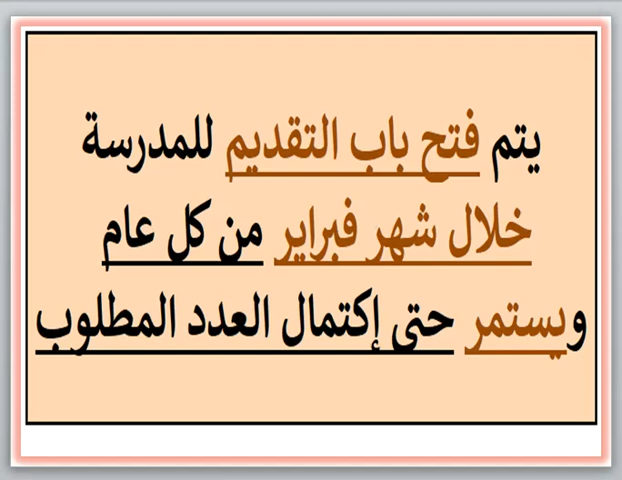 يتم فتح باب التقديم للمدرسة
خلال شهر فبراير من كل عام
ويستمر حتى إكتمال العدد المطلوب